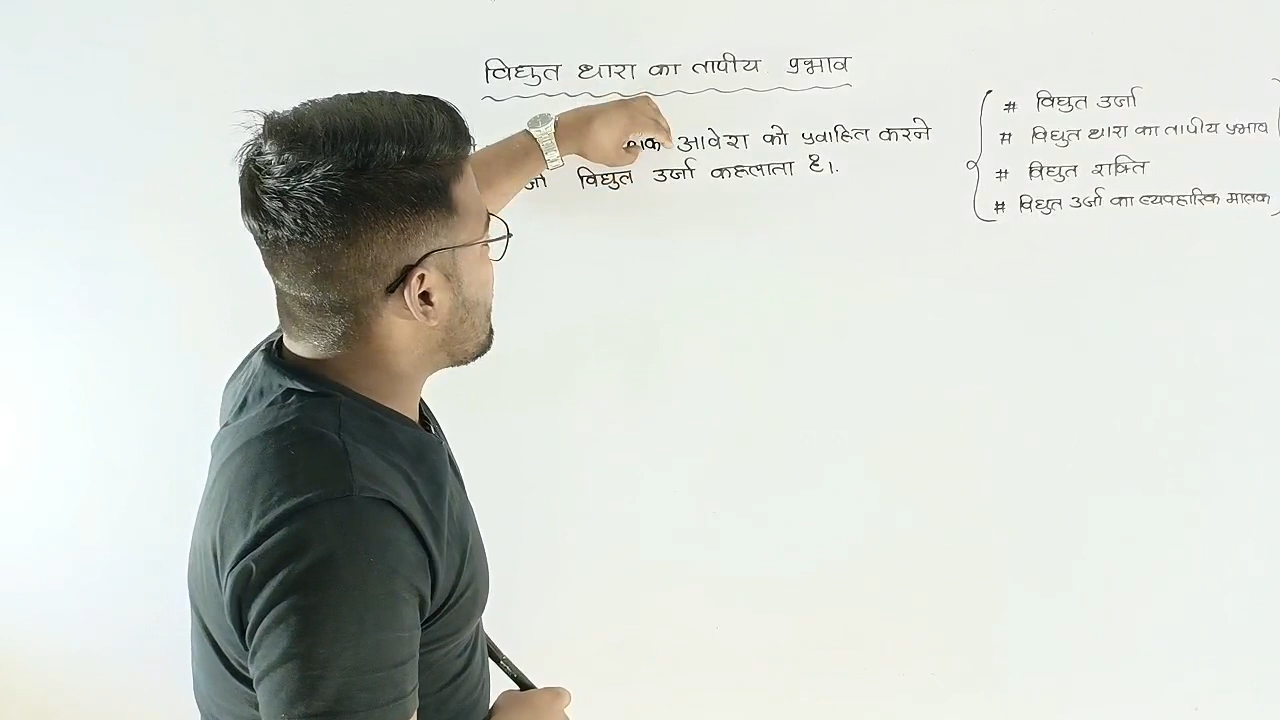 विद्युत धारा का तापीय प्रभाव
आवेश को प्रवाहित करने
विद्युत उर्जा कहलाता है।.
# विद्युत उर्जा
# विद्युत धारा का तापीय प्रभाव
# विद्युत शक्ति
# विद्युत उर्जा का व्यवहारिक मात्रक